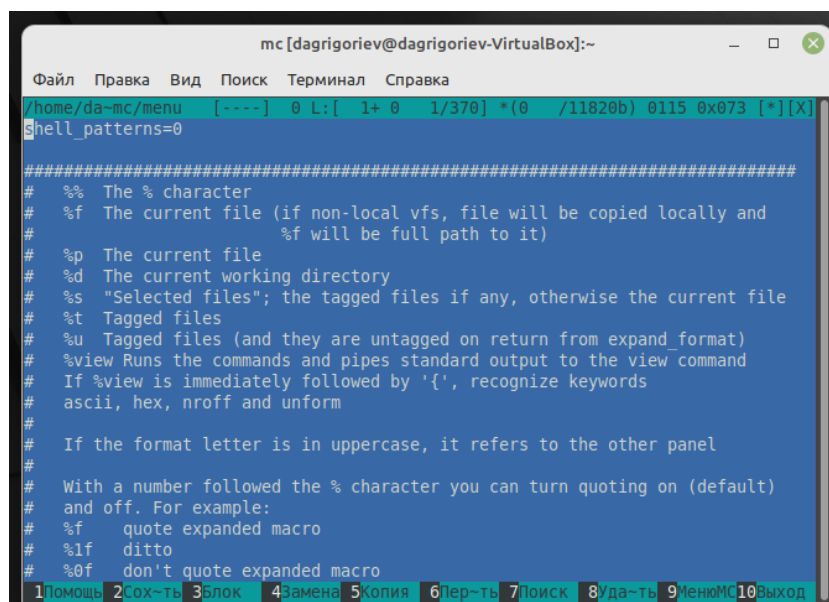 mc [dagrigoriev@dagrigoriev-VirtualBox]:~
Файл Правка Вид Поиск Терминал Справка
/home/da~mc/menu [----] 0 L:[ 1+ 0 1/370] *(0 /11820b) 0115 0x073 [*][X]
shell_patterns=0
###############################################################################
# %% The % character
# %f The current file (if non-local vfs, file will be copied locally and
# %f will be full path to it)
# %p The current file
# %d The current working directory
# %s "Selected files"; the tagged files if any, otherwise the current file
# %t Tagged files
# %u Tagged files (and they are untagged on return from expand_format)
# %view Runs the commands and pipes standard output to the view command
# If %view is immediately followed by '{', recognize keywords
# ascii, hex, nroff and unform
#
# If the format letter is in uppercase, it refers to the other panel
#
# With a number followed the % character you can turn quoting on (default)
# and off. For example:
# %f quote expanded macro
# %1f ditto
# %0f don't quote expanded macro
1Помощь 2Сох~ть 3Блок 4Замена 5Копия 6Пер~ть 7Поиск 8Уда~ть 9МенюMC 10Выход